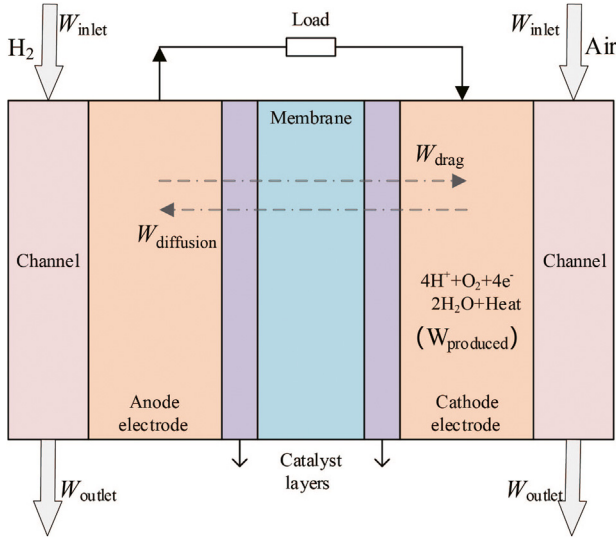 W_inlet
H₂
Load
W_inlet
Air
Membrane
W_drag
W_diffusion
Channel
Channel
4H⁺+O₂+4e⁻
2H₂O+Heat
(W_produced)
Anode
electrode
Cathode
electrode
Catalyst
layers
W_outlet
W_outlet